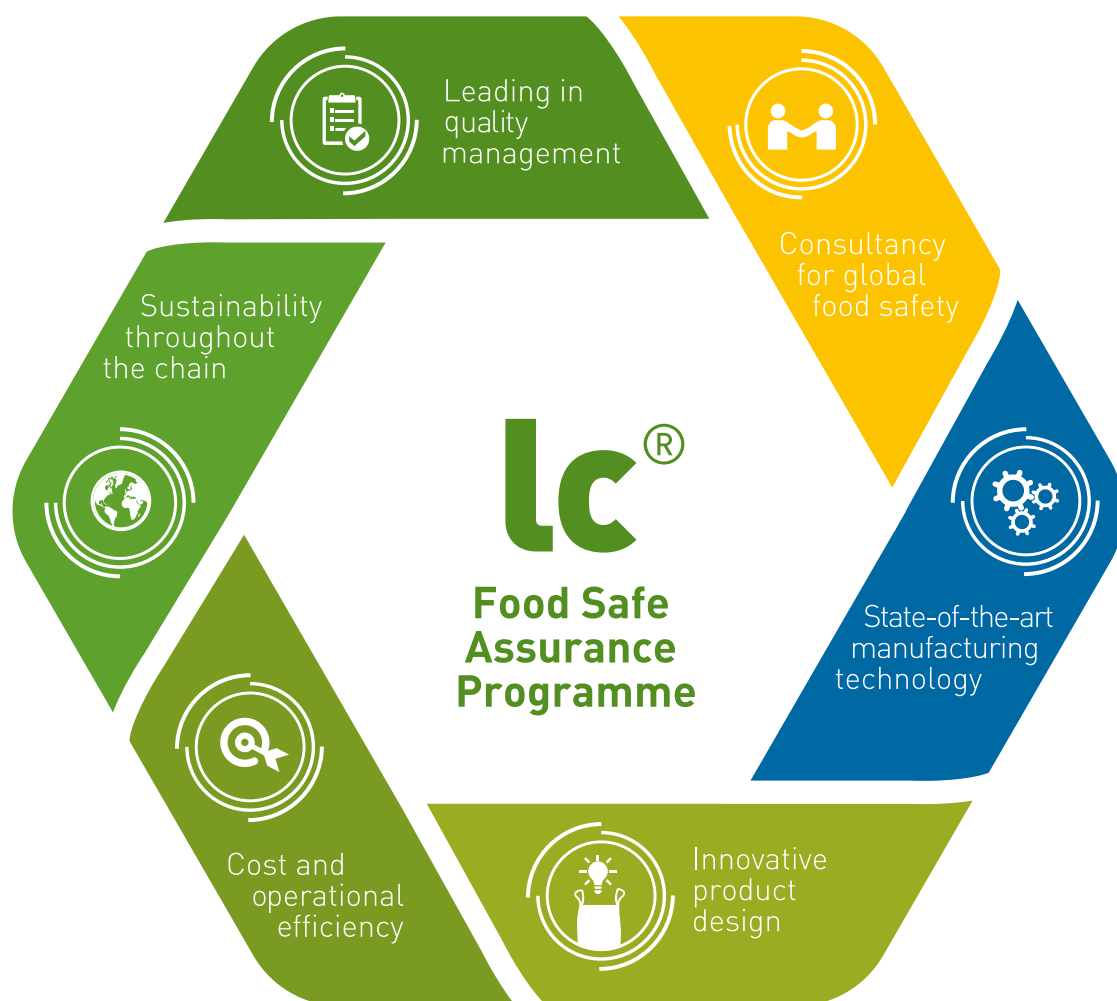 Leading in
quality
management
Consultancy
for global
food safety
State-of-the-art
manufacturing
technology
Innovative
product
design
Cost and
operational
efficiency
Sustainability
throughout
the chain
lc®
Food Safe
Assurance
Programme